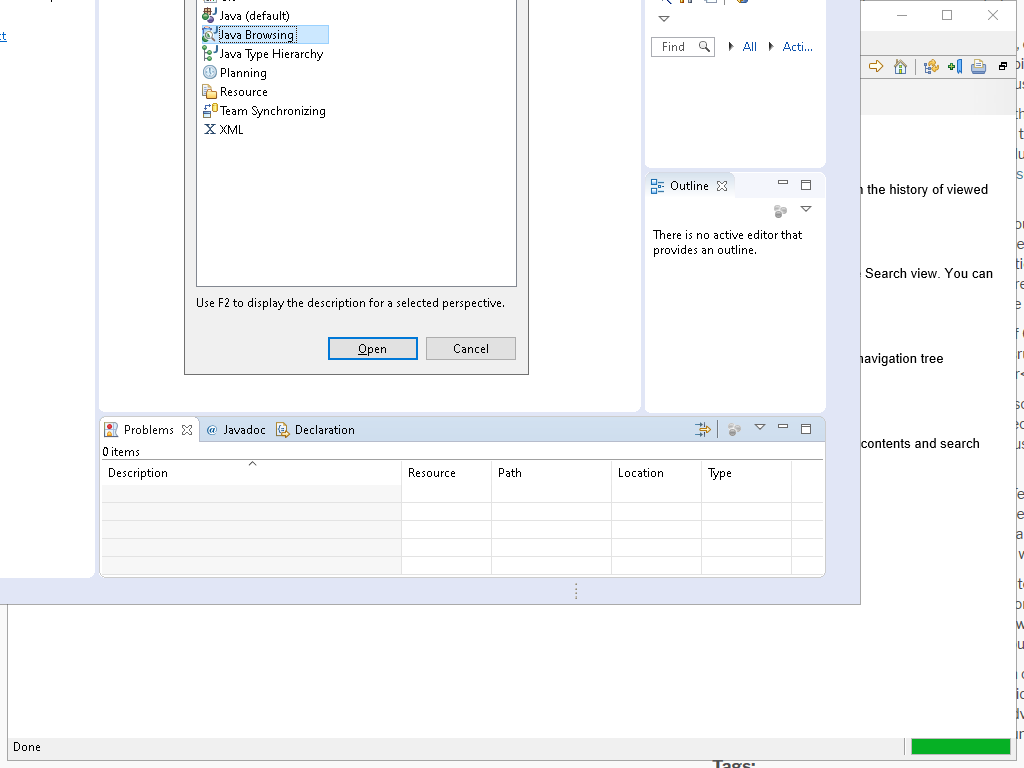 Java (default)
Java Browsing
Java Type Hierarchy
Planning
Resource
Team Synchronizing
XML
Use F2 to display the description for a selected perspective.
Open
Cancel
Find
All
Acti...
Outline
There is no active editor that
provides an outline.
the history of viewed
Search view. You can
navigation tree
contents and search
Problems
@ Javadoc
Declaration
0 items
Description
Resource
Path
Location
Type
Done
Tags: